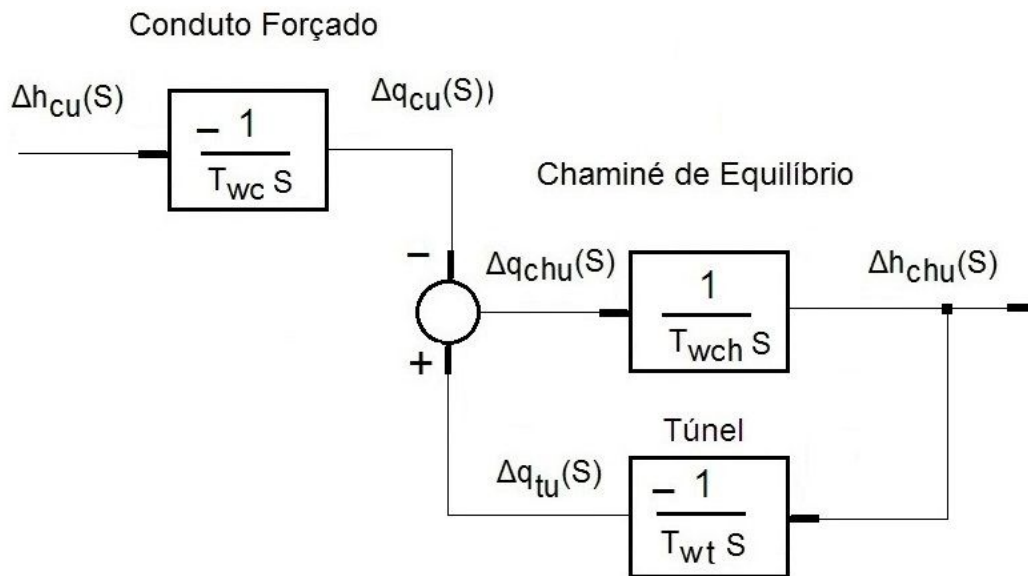 Conduto Forçado
Δhcu(S)
Δqcu(S))
– 1
Twc S
Chaminé de Equilíbrio
–
Δqchu(S)
1
Twch S
Δhchu(S)
+
Túnel
Δqtu(S)
– 1
Twt S